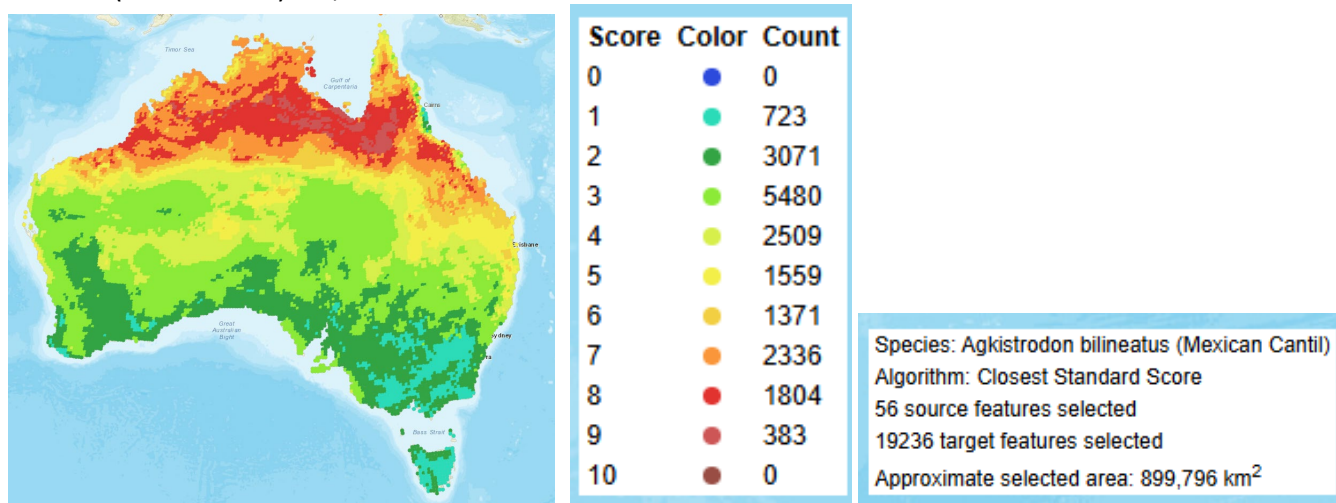 Timor Sea
Gulf of
Carpentaria
Cairns
Brisbane
Great
Australian
Bight
Sydney
Bass Strait
Score Color Count
0 0
1 723
2 3071
3 5480
4 2509
5 1559
6 1371
7 2336
8 1804
9 383
10 0
Species: Agkistrodon bilineatus (Mexican Cantil)
Algorithm: Closest Standard Score
56 source features selected
19236 target features selected
Approximate selected area: 899,796 km²